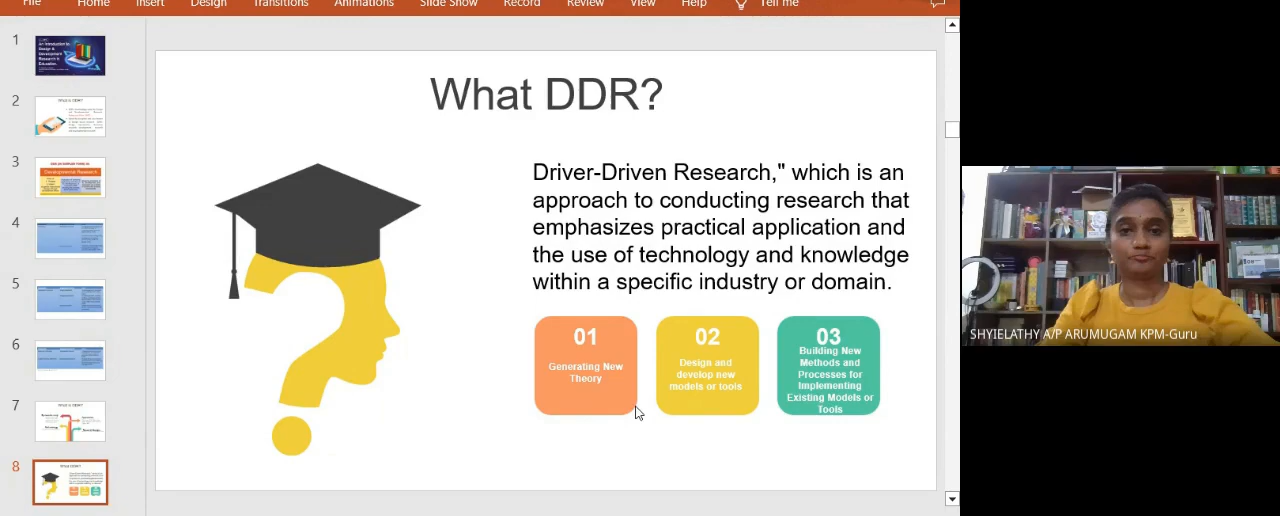 File Home Insert Design Transitions Animations Slide Show Record Review View Help Tell me
1
2
3
Developmental Research
4
5
6
7
8
What DDR?
Driver-Driven Research," which is an
approach to conducting research that
emphasizes practical application and
the use of technology and knowledge
within a specific industry or domain.
01
Generating New
Theory
02
Design and
develop new
models or tools
03
Building New
Methods and
Processes for
Implementing
Existing Models or
Tools
SHYIELATHY A/P ARUMUGAM KPM-Guru